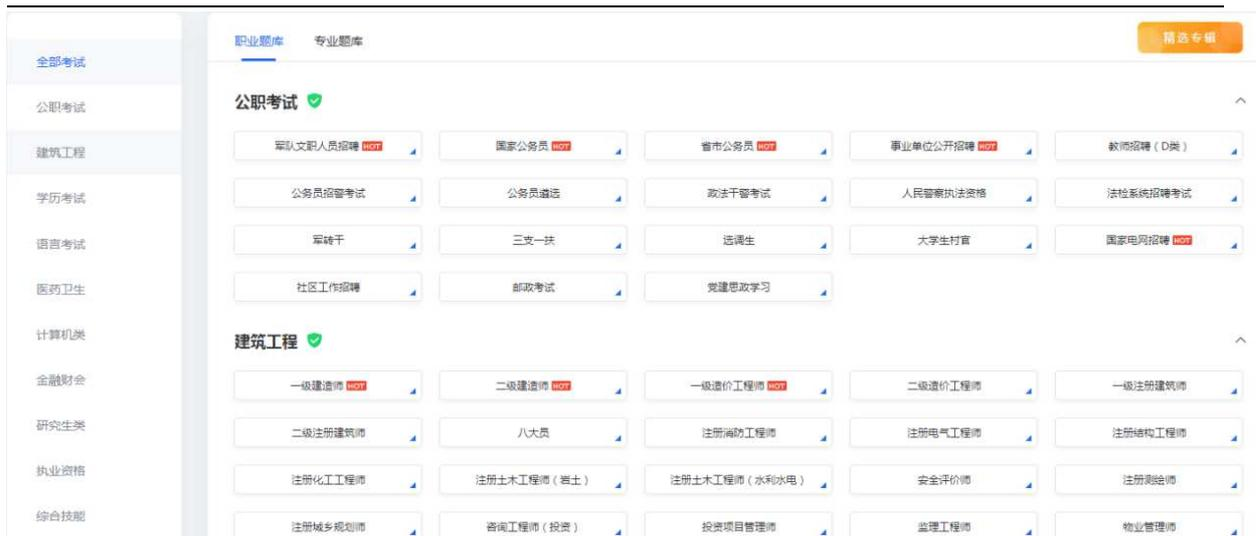 职业题库 专业题库 精选专辑
全部考试
公职考试
建筑工程
学历考试
语言考试
医药卫生
计算机类
金融财会
研究生类
执业资格
综合技能
公职考试
军队文职人员招聘 HOT 国家公务员 HOT 省市公务员 HOT 事业单位公开招聘 HOT 教师招聘（D类）
公务员招警考试 公务员遴选 政法干警考试 人民警察执法资格 法检系统招聘考试
军转干 三支一扶 选调生 大学生村官 国家电网招聘 HOT
社区工作招聘 邮政考试 党建思政学习
建筑工程
一级建造师 HOT 二级建造师 HOT 一级造价工程师 HOT 二级造价工程师 一级注册建筑师
二级注册建筑师 八大员 注册消防工程师 注册电气工程师 注册结构工程师
注册化工工程师 注册土木工程师（岩土） 注册土木工程师（水利水电） 安全评价师 注册测绘师
注册城乡规划师 咨询工程师（投资） 投资项目管理师 监理工程师 物业管理师